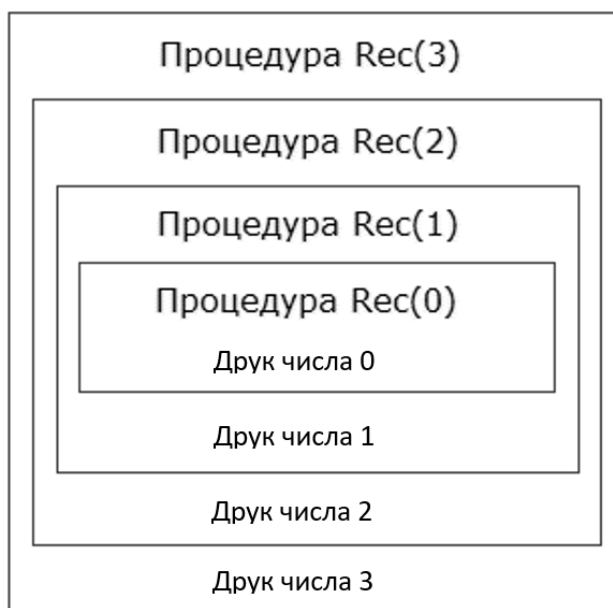 Процедура Rec(3)
Процедура Rec(2)
Процедура Rec(1)
Процедура Rec(0)
Друк числа 0
Друк числа 1
Друк числа 2
Друк числа 3